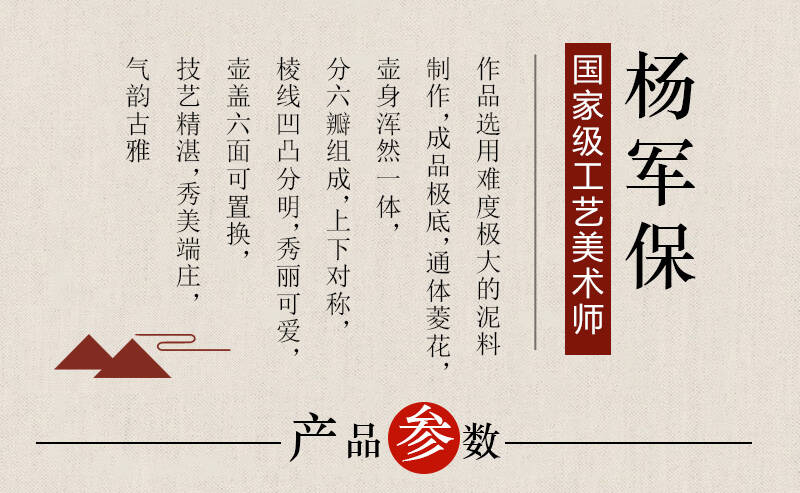 杨军保
国家级工艺美术师
作品选用难度极大的泥料
制作，成品极底，通体菱花，
壶身浑然一体，
分六瓣组成，上下对称，
棱线凹凸分明，秀丽可爱，
壶盖六面可置换，
技艺精湛，秀美端庄，
气韵古雅
产品参数